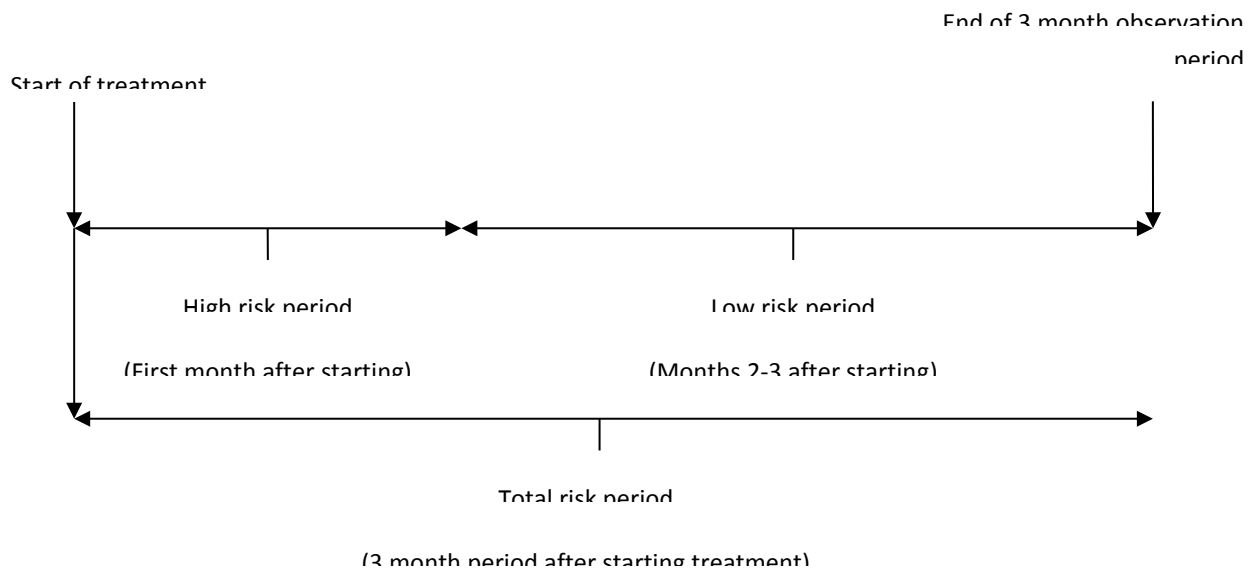 End of 3 month observation
period
Start of treatment
High risk period
Low risk period
(First month after starting)
(Months 2-3 after starting)
Total risk period
(3 month period after starting treatment)